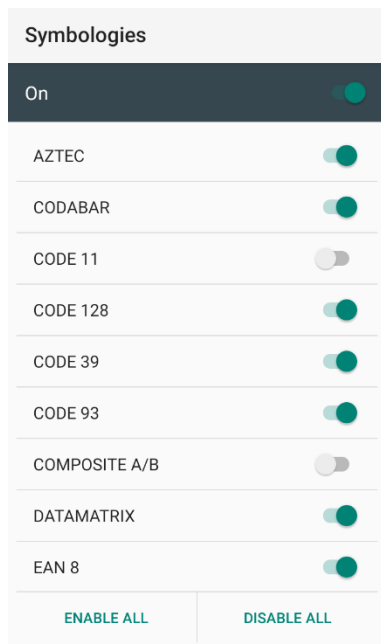 Symbologies
On
AZTEC
CODABAR
CODE 11
CODE 128
CODE 39
CODE 93
COMPOSITE A/B
DATAMATRIX
EAN 8
ENABLE ALL DISABLE ALL